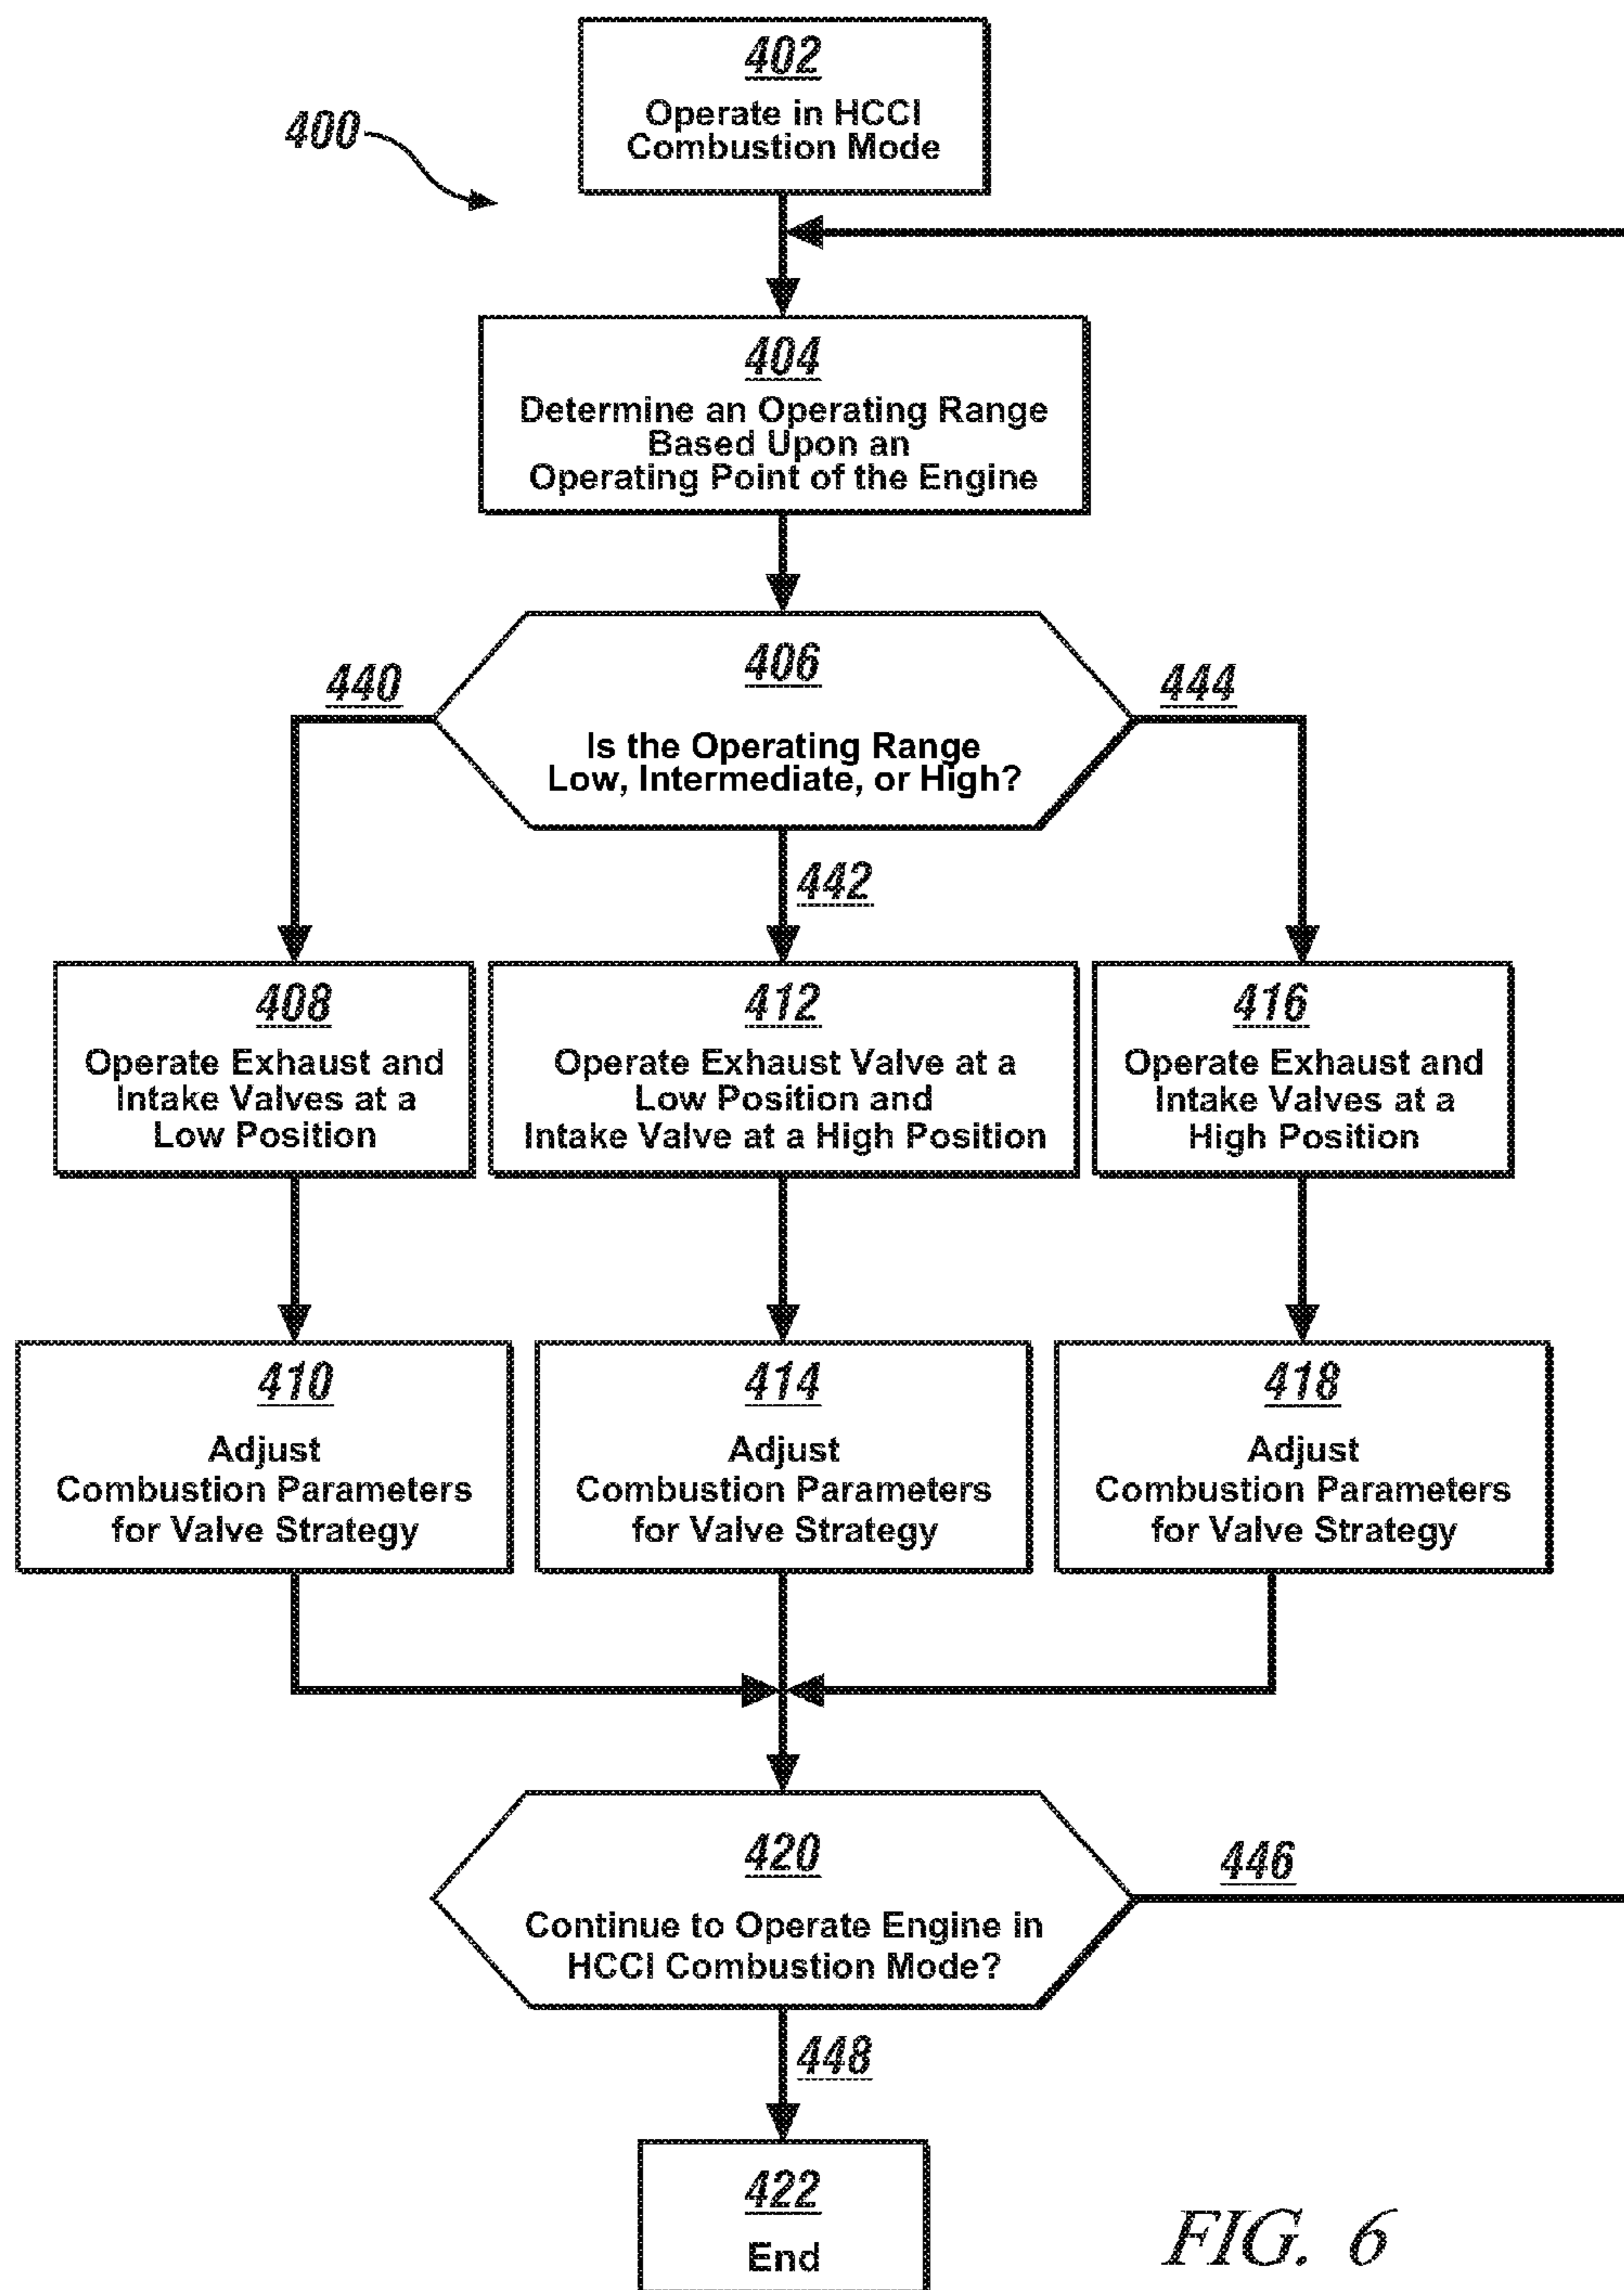 402
Operate in HCCI
Combustion Mode
400
404
Determine an Operating Range
Based Upon an
Operating Point of the Engine
406
Is the Operating Range
Low, Intermediate, or High?
440
444
442
408
Operate Exhaust and
Intake Valves at a
Low Position
412
Operate Exhaust Valve at a
Low Position and
Intake Valve at a High Position
416
Operate Exhaust and
Intake Valves at a
High Position
410
Adjust
Combustion Parameters
for Valve Strategy
414
Adjust
Combustion Parameters
for Valve Strategy
418
Adjust
Combustion Parameters
for Valve Strategy
420
Continue to Operate Engine in
HCCI Combustion Mode?
446
448
422
End
FIG. 6